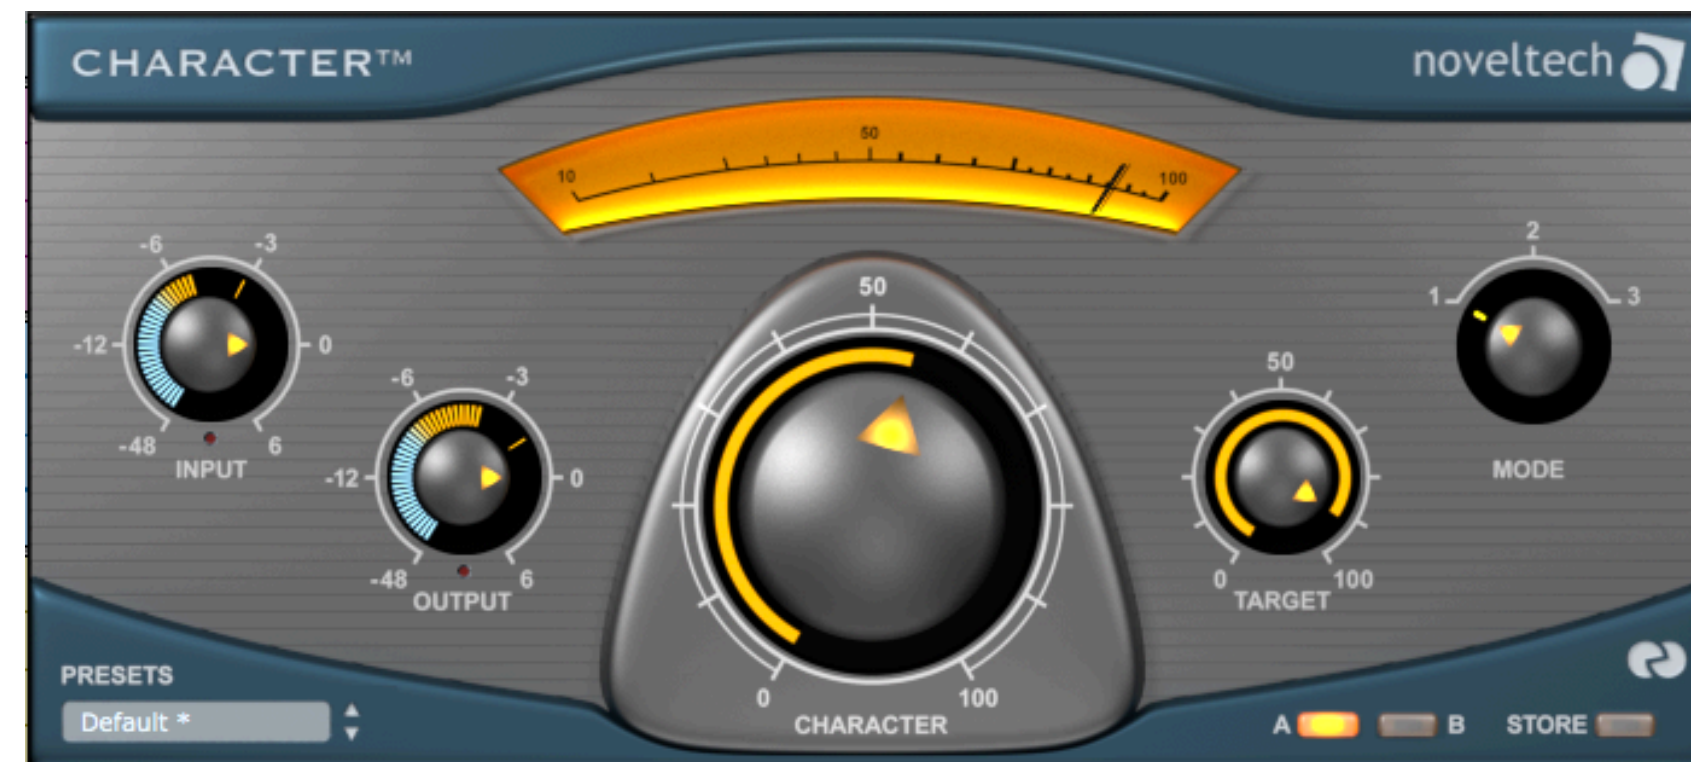 CHARACTER™
noveltech
50
10
100
-6 -3
-12 0
-48 6
INPUT
-6 -3
-12 0
-48 6
OUTPUT
50
0 100
CHARACTER
50
0 100
TARGET
2
1 3
MODE
PRESETS
Default *
A B STORE